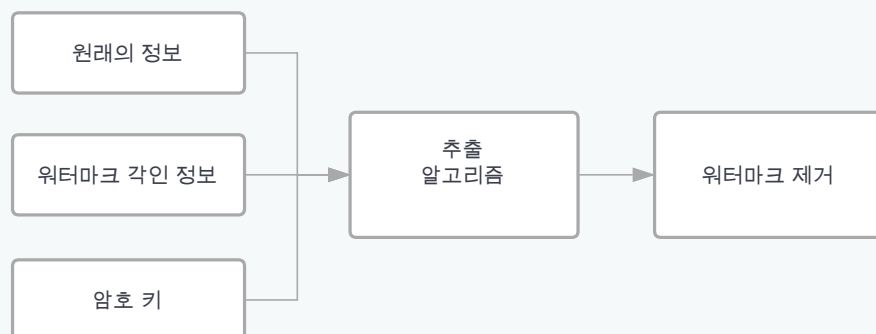 원래의 정보
워터마크 각인 정보
암호 키
추출
알고리즘
워터마크 제거